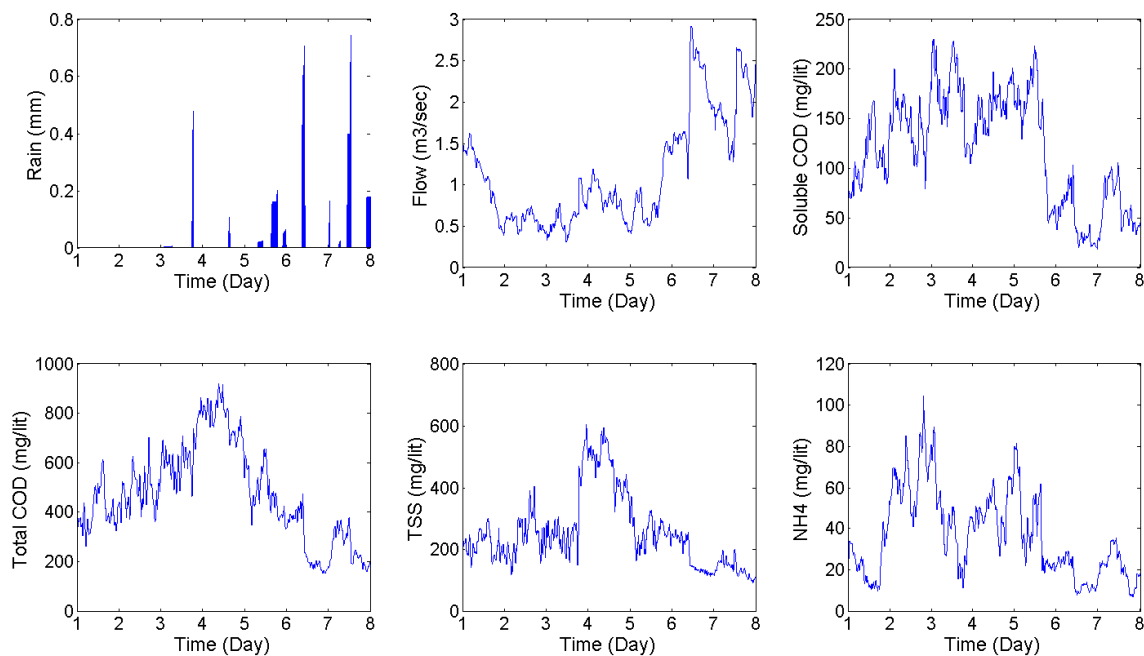 0.8
0.6
0.4
0.2
0
Rain (mm)
1 2 3 4 5 6 7 8
Time (Day)
3
2.5
2
1.5
1
0.5
0
Flow (m3/sec)
1 2 3 4 5 6 7 8
Time (Day)
250
200
150
100
50
0
Soluble COD (mg/lit)
1 2 3 4 5 6 7 8
Time (Day)
1000
800
600
400
200
0
Total COD (mg/lit)
1 2 3 4 5 6 7 8
Time (Day)
800
600
400
200
0
TSS (mg/lit)
1 2 3 4 5 6 7 8
Time (Day)
120
100
80
60
40
20
0
NH4 (mg/lit)
1 2 3 4 5 6 7 8
Time (Day)